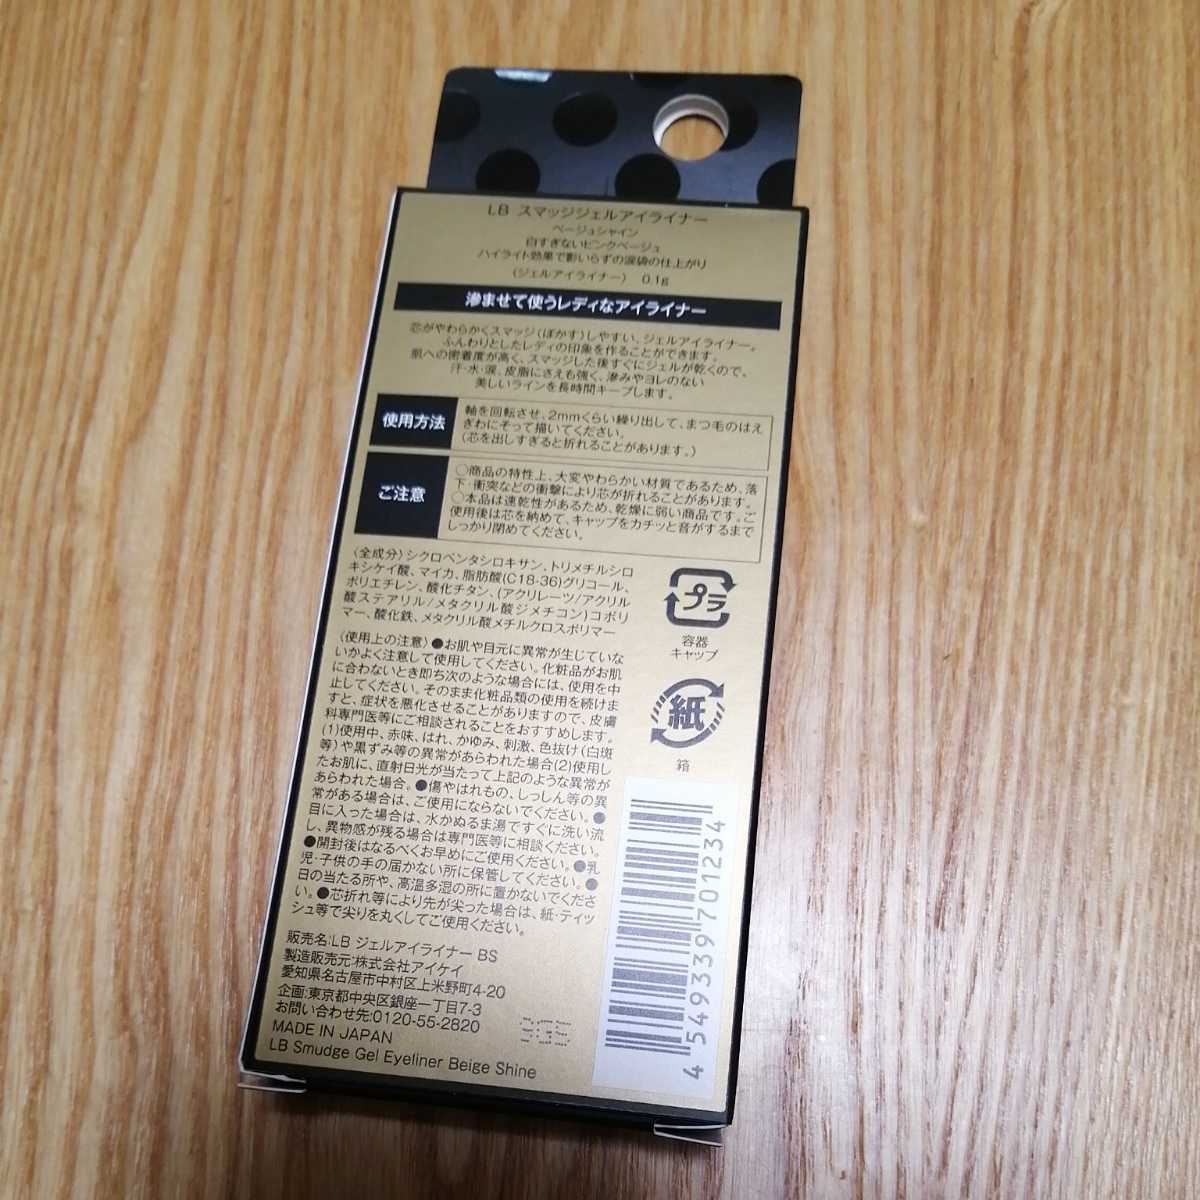 LB スマッジジェルアイライナー
ベージュシャイン
白すぎないピンクベージュ
ハイライト効果で影いらずの涙袋の仕上がり
（ジェルアイライナー） 0.1g
滲ませて使うレディなアイライナー
芯がやわらかくスマッジ（ぼかす）しやすい、ジェルアイライナー。
ふんわりとしたレディの印象を作ることができます。
肌への密着度が高く、スマッジした後すぐにジェルが乾くので、
汗・水・涙、皮脂にさえも強く、滲みやヨレのない
美しいラインを長時間キープします。
使用方法
軸を回転させ、2mmくらい繰り出して、まつ毛のはえ
ぎわにそって描いてください。
（芯を出しすぎると折れることがあります。）
ご注意
○商品の特性上、大変やわらかい材質であるため、落
下・衝突などの衝撃により芯が折れることがあります。
○本品は速乾性があるため、乾燥に弱い商品です。ご
使用後は芯を納めて、キャップをカチッと音がするまで
しっかり閉めてください。
〈全成分〉シクロペンタシロキサン、トリメチルシロ
キシケイ酸、マイカ、脂肪酸(C18-36)グリコール、
ポリエチレン、酸化チタン、(アクリレーツ/アクリル
酸ステアリル/メタクリル酸ジメチコン)コポリ
マー、酸化鉄、メタクリル酸メチルクロスポリマー
〈使用上の注意〉●お肌や目元に異常が生じていな
いかよく注意して使用してください。化粧品がお肌
に合わないとき即ち次のような場合には、使用を中
止してください。そのまま化粧品類の使用を続けま
すと、症状を悪化させることがありますので、皮膚
科専門医等にご相談されることをおすすめします。
(1)使用中、赤味、はれ、かゆみ、刺激、色抜け(白斑
等)や黒ずみ等の異常があらわれた場合(2)使用し
たお肌に、直射日光が当たって上記のような異常が
あらわれた場合。●傷やはれもの、しっしん等の異
常がある場合は、ご使用にならないでください。●
目に入った場合は、水かぬるま湯ですぐに洗い流
し、異物感が残る場合は専門医等に相談ください。
●開封後はなるべくお早めにご使用ください。●乳
児・子供の手の届かない所に保管してください。●
日の当たる所や、高温多湿の所に置かないでくださ
い。●芯折れ等により先が尖った場合は、紙・ティッ
シュ等で尖りを丸くしてご使用ください。
販売名:LB ジェルアイライナー BS
製造販売元:株式会社アイケイ
愛知県名古屋市中村区上米野町4-20
企画:東京都中央区銀座一丁目7-3
お問い合わせ先:0120-55-2820
MADE IN JAPAN
LB Smudge Gel Eyeliner Beige Shine
プラ
容器
キャップ
紙
箱
4 549339 701234